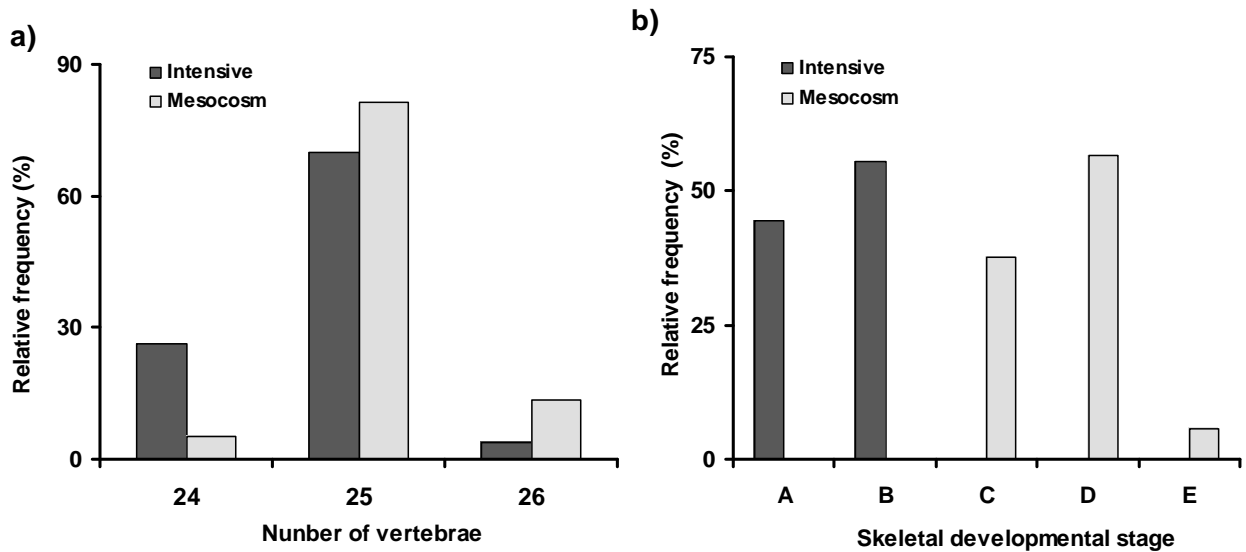 a)
Intensive
Mesocosm
90
60
30
0
Relative frequency (%)
24 25 26
Nunber of vertebrae
b)
Intensive
Mesocosm
75
50
25
0
Relative frequency (%)
A B C D E
Skeletal developmental stage